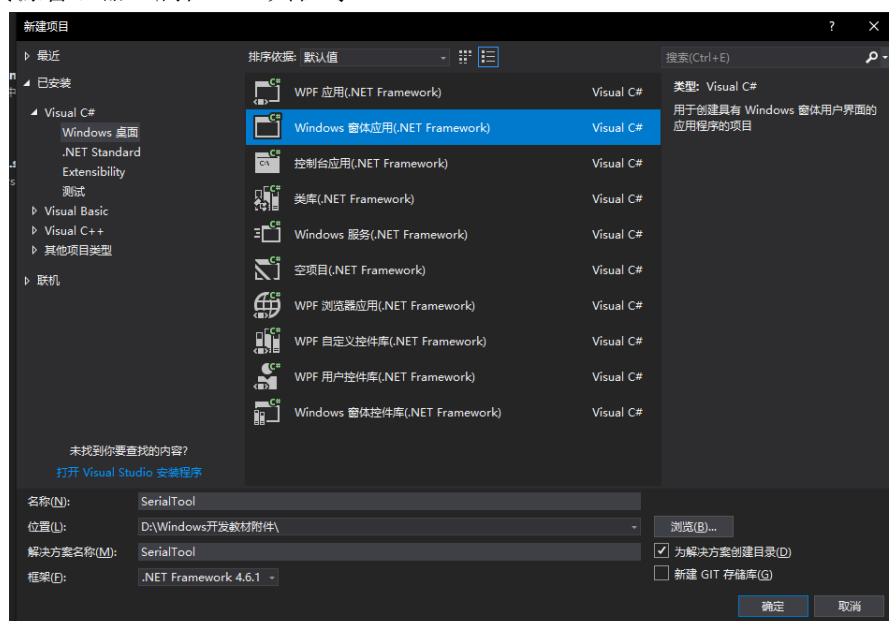 新建项目 ? ×
最近
排序依据: 默认值
搜索(Ctrl+E)
已安装
Visual C#
Windows 桌面
.NET Standard
Extensibility
测试
Visual Basic
Visual C++
其他项目类型
联机
未找到你要查找的内容?
打开 Visual Studio 安装程序
WPF 应用(.NET Framework) Visual C#
Windows 窗体应用(.NET Framework) Visual C#
控制台应用(.NET Framework) Visual C#
类库(.NET Framework) Visual C#
Windows 服务(.NET Framework) Visual C#
空项目(.NET Framework) Visual C#
WPF 浏览器应用(.NET Framework) Visual C#
WPF 自定义控件库(.NET Framework) Visual C#
WPF 用户控件库(.NET Framework) Visual C#
Windows 窗体控件库(.NET Framework) Visual C#
类型: Visual C#
用于创建具有 Windows 窗体用户界面的
应用程序的项目
名称(N): SerialTool
位置(L): D:\Windows开发教材附件\ 浏览(B)...
解决方案名称(M): SerialTool 为解决方案创建目录(D)
框架(F): .NET Framework 4.6.1 新建 GIT 存储库(G)
确定 取消